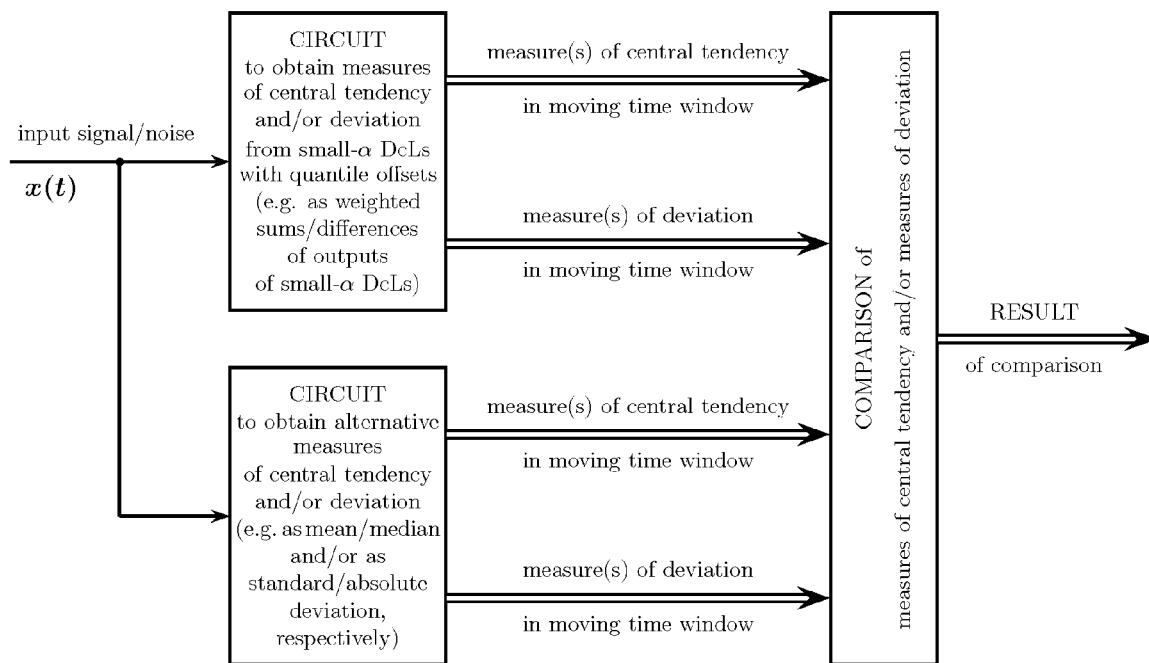 input signal/noise
x(t)
CIRCUIT
to obtain measures
of central tendency
and/or deviation
from small-α DcLs
with quantile offsets
(e.g. as weighted
sums/differences
of outputs
of small-α DcLs)
measure(s) of central tendency
in moving time window
measure(s) of deviation
in moving time window
CIRCUIT
to obtain alternative
measures
of central tendency
and/or deviation
(e.g. as mean/median
and/or as
standard/absolute
deviation,
respectively)
measure(s) of central tendency
in moving time window
measure(s) of deviation
in moving time window
COMPARISON of
measures of central tendency and/or measures of deviation
RESULT
of comparison